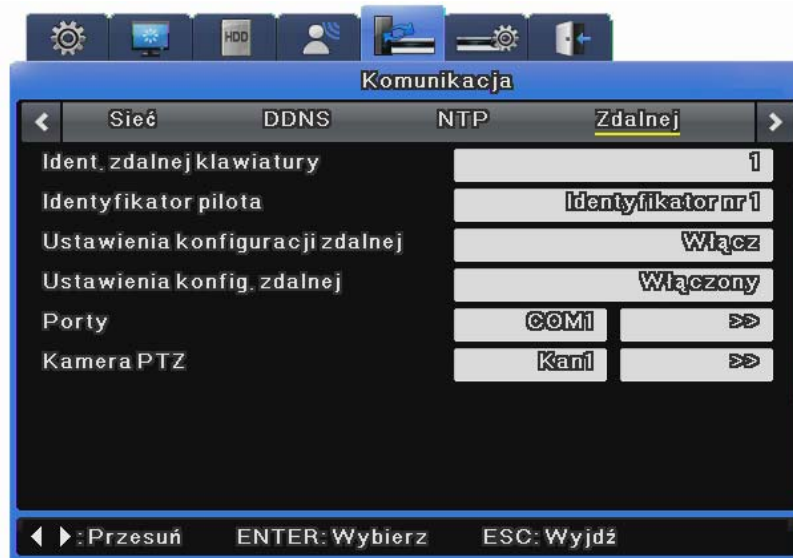 HDD
Komunikacja
Sieć DDNS NTP Zdalnej
Ident. zdalnej klawiatury 1
Identyfikator pilota Identyfikator nr 1
Ustawienia konfiguracji zdalnej Włącz
Ustawienia konfig. zdalnej Włączony
Porty COM1 >>
Kamera PTZ Kan1 >>
:Przesuń ENTER: Wybierz ESC: Wyjdź